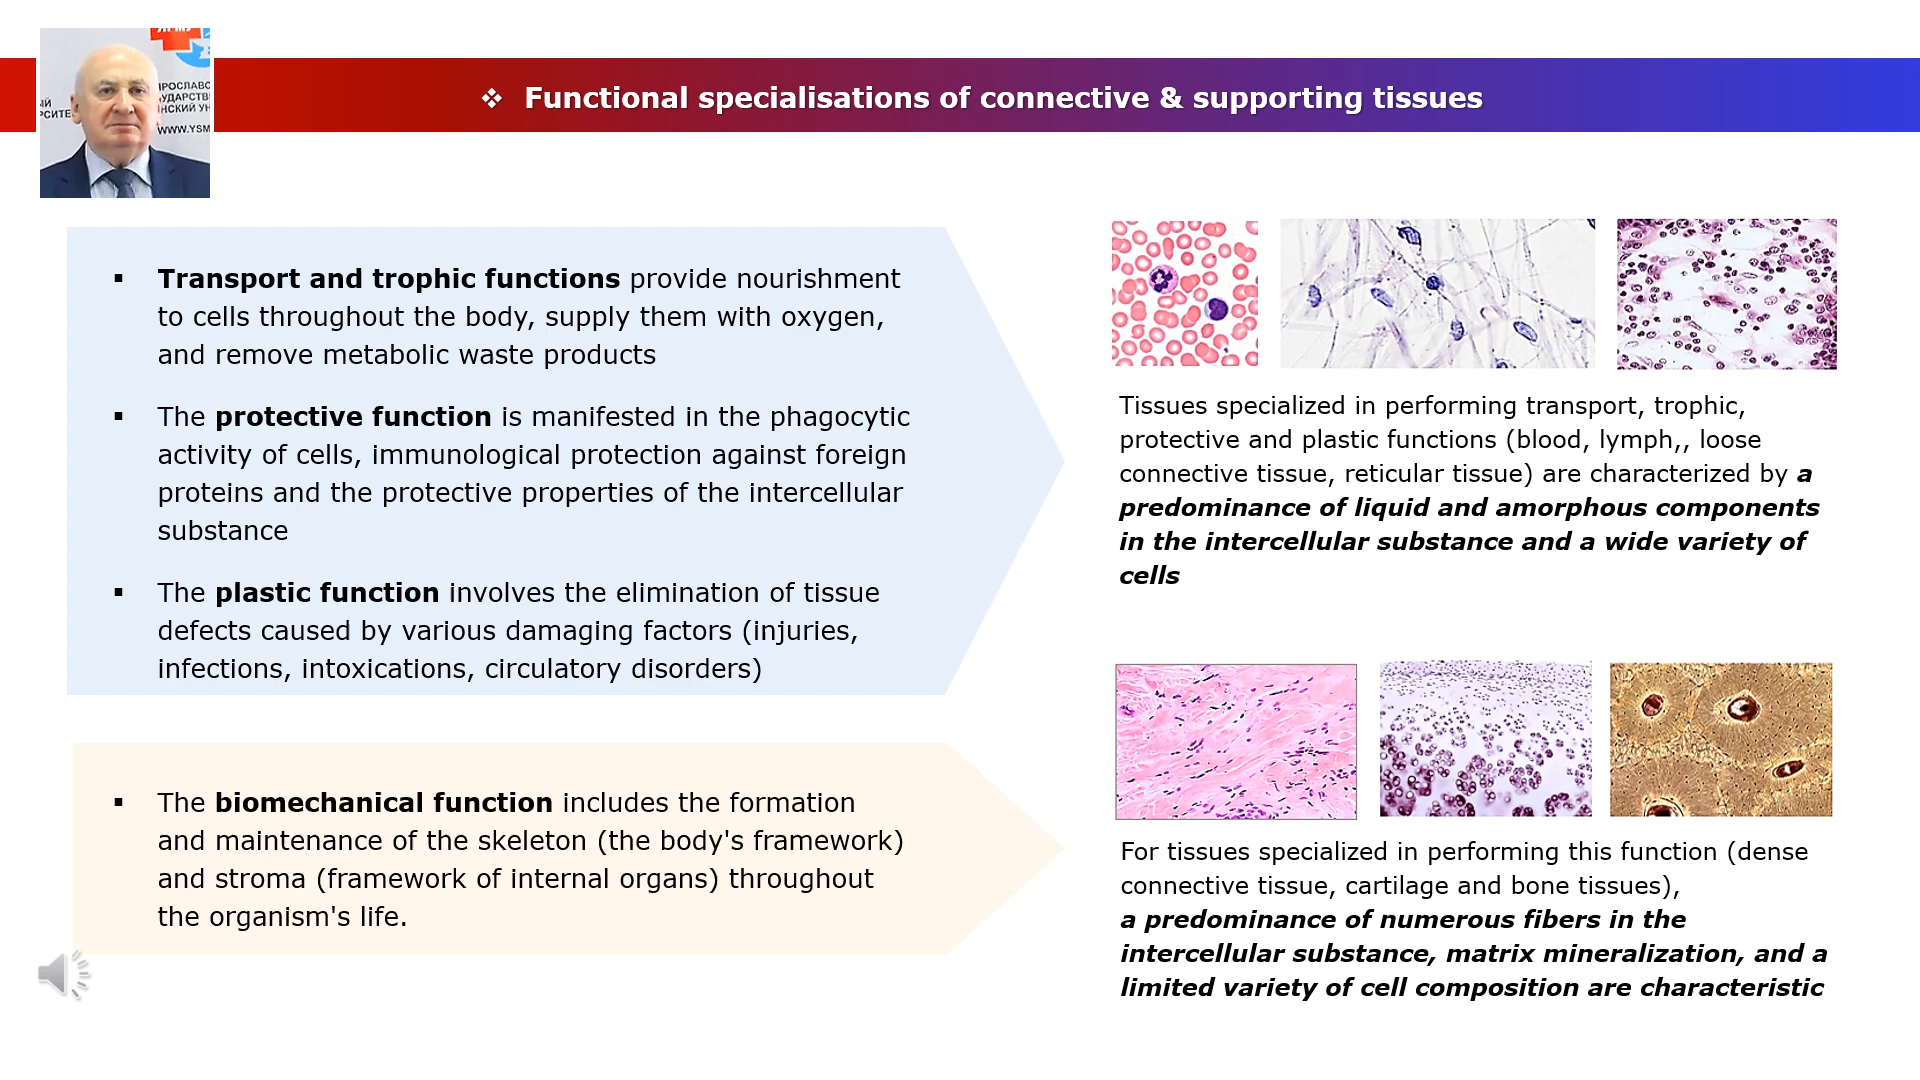 ❖ Functional specialisations of connective & supporting tissues
WWW.YSM
▪ Transport and trophic functions provide nourishment
to cells throughout the body, supply them with oxygen,
and remove metabolic waste products
▪ The protective function is manifested in the phagocytic
activity of cells, immunological protection against foreign
proteins and the protective properties of the intercellular
substance
▪ The plastic function involves the elimination of tissue
defects caused by various damaging factors (injuries,
infections, intoxications, circulatory disorders)
▪ The biomechanical function includes the formation
and maintenance of the skeleton (the body's framework)
and stroma (framework of internal organs) throughout
the organism's life.
Tissues specialized in performing transport, trophic,
protective and plastic functions (blood, lymph,, loose
connective tissue, reticular tissue) are characterized by a
predominance of liquid and amorphous components
in the intercellular substance and a wide variety of
cells
For tissues specialized in performing this function (dense
connective tissue, cartilage and bone tissues),
a predominance of numerous fibers in the
intercellular substance, matrix mineralization, and a
limited variety of cell composition are characteristic